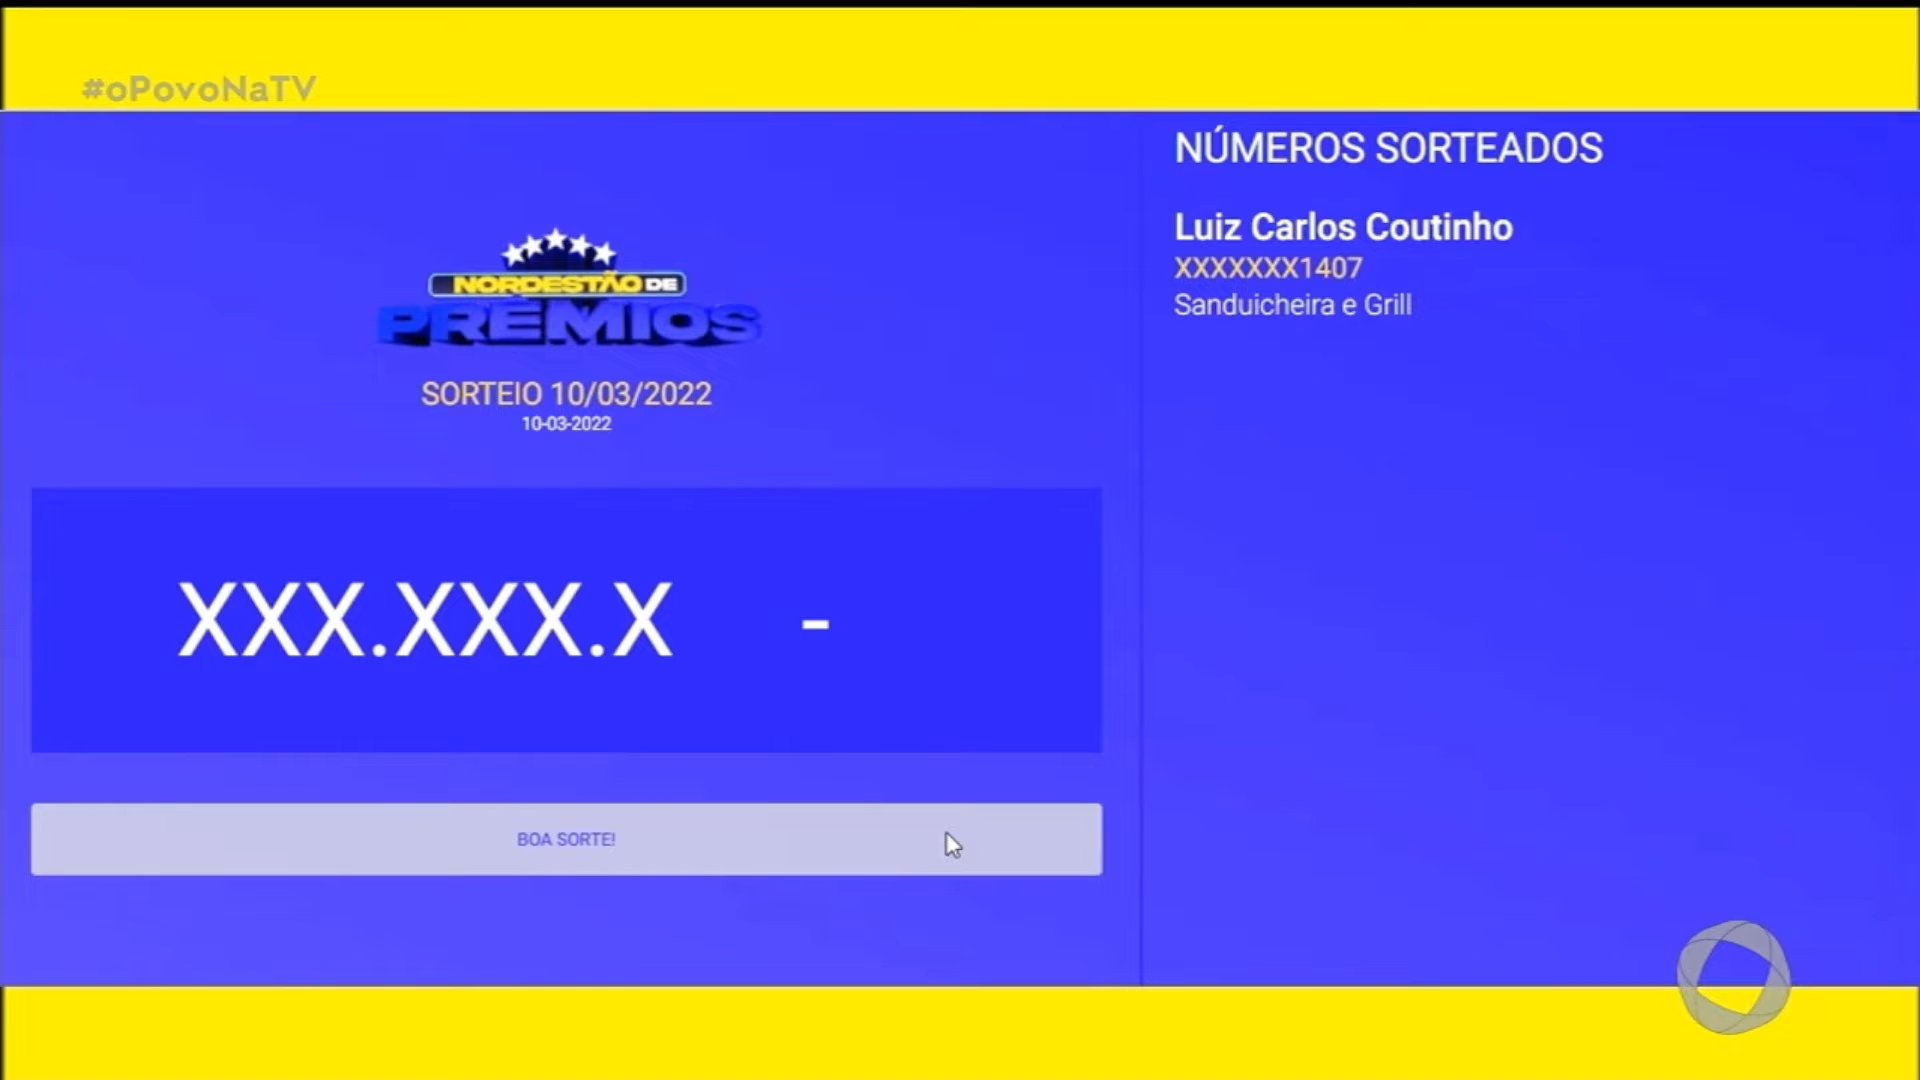 #oPovoNaTV
NORDESTÃO DE
PRÊMIOS
SORTEIO 10/03/2022
10-03-2022
XXX.XXX.X -
BOA SORTE!
NÚMEROS SORTEADOS
Luiz Carlos Coutinho
XXXXXXX1407
Sanduicheira e Grill